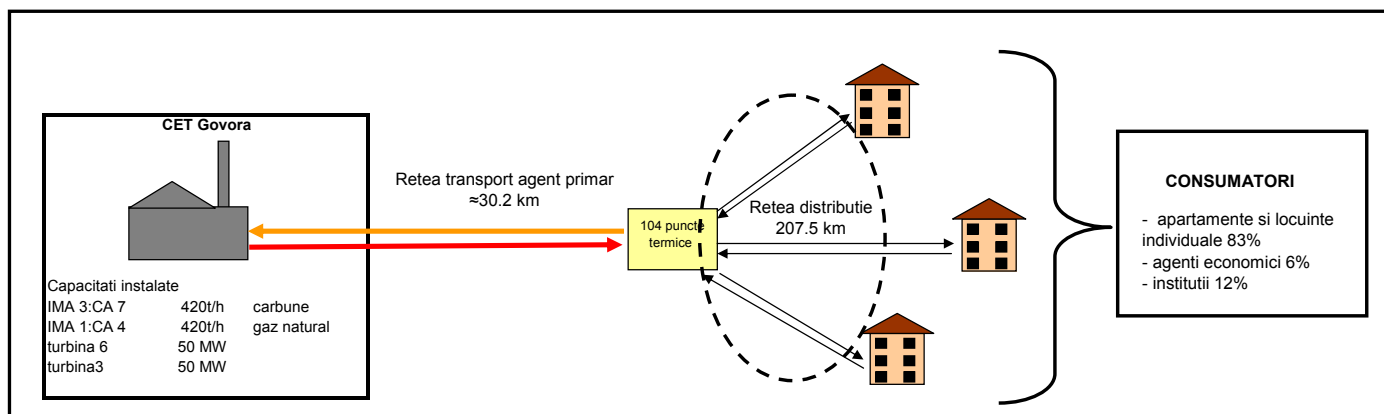 CET Govora
Capacitati instalate
IMA 3:CA 7 420t/h carbune
IMA 1:CA 4 420t/h gaz natural
turbina 6 50 MW
turbina3 50 MW
Retea transport agent primar
≈30.2 km
104 puncte
termice
Retea distributie
207.5 km
CONSUMATORI
- apartamente si locuinte
individuale 83%
- agenti economici 6%
- institutii 12%